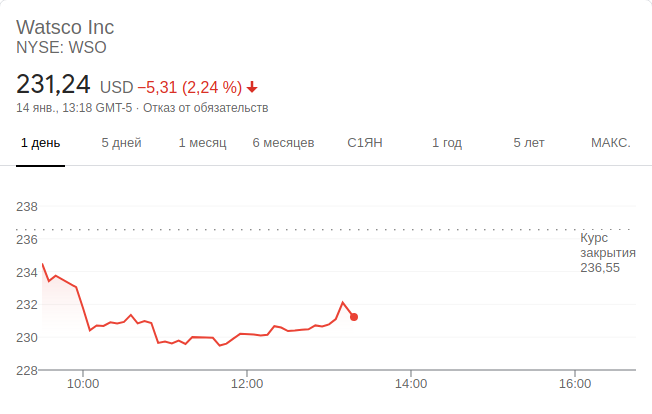 Watsco Inc
NYSE: WSO
231,24 USD −5,31 (2,24 %)
14 янв., 13:18 GMT-5 · Отказ от обязательств
1 день 5 дней 1 месяц 6 месяцев С1ЯН 1 год 5 лет МАКС.
238
236
234
232
230
228
Курс
закрытия
236,55
10:00 12:00 14:00 16:00